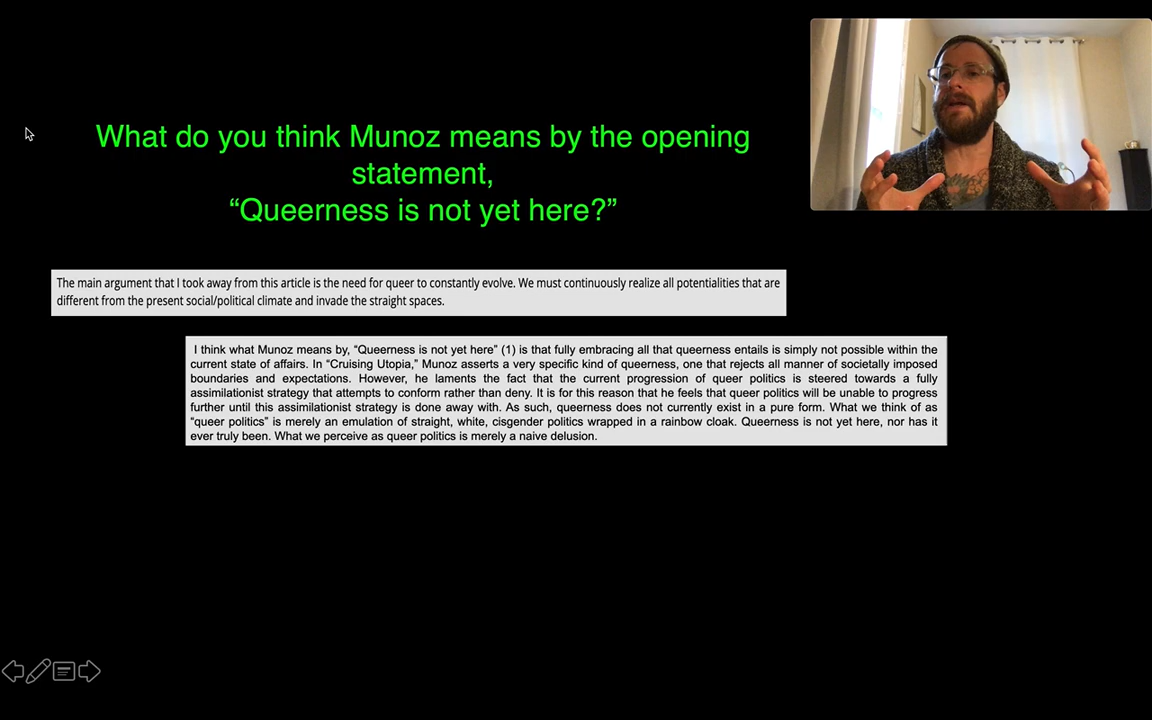 What do you think Munoz means by the opening
statement,
“Queerness is not yet here?”
The main argument that I took away from this article is the need for queer to constantly evolve. We must continuously realize all potentialities that are
different from the present social/political climate and invade the straight spaces.
I think what Munoz means by, “Queerness is not yet here” (1) is that fully embracing all that queerness entails is simply not possible within the
current state of affairs. In “Cruising Utopia,” Munoz asserts a very specific kind of queerness, one that rejects all manner of societally imposed
boundaries and expectations. However, he laments the fact that the current progression of queer politics is steered towards a fully
assimilationist strategy that attempts to conform rather than deny. It is for this reason that he feels that queer politics will be unable to progress
further until this assimilationist strategy is done away with. As such, queerness does not currently exist in a pure form. What we think of as
“queer politics” is merely an emulation of straight, white, cisgender politics wrapped in a rainbow cloak. Queerness is not yet here, nor has it
ever truly been. What we perceive as queer politics is merely a naive delusion.